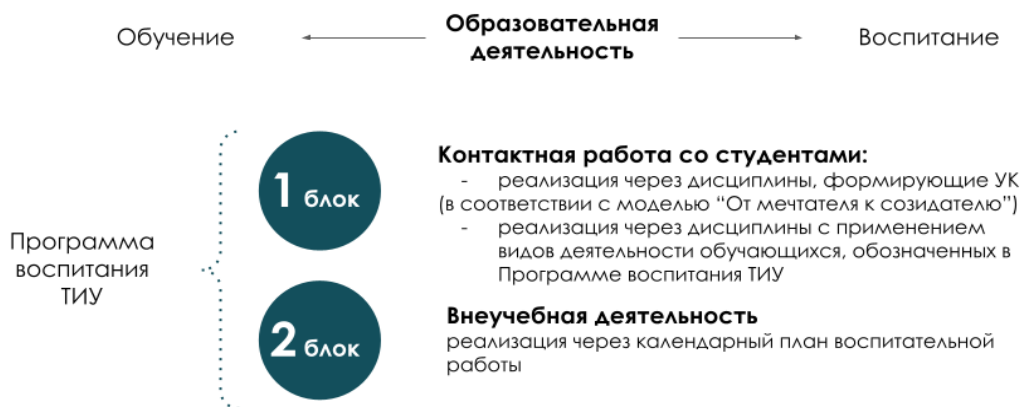 Обучение
Образовательная
деятельность
Воспитание
Программа
воспитания
ТИУ
1 блок
Контактная работа со студентами:
- реализация через дисциплины, формирующие УК
(в соответствии с моделью “От мечтателя к созидателю”)
- реализация через дисциплины с применением
видов деятельности обучающихся, обозначенных в
Программе воспитания ТИУ
2 блок
Внеучебная деятельность
реализация через календарный план воспитательной
работы